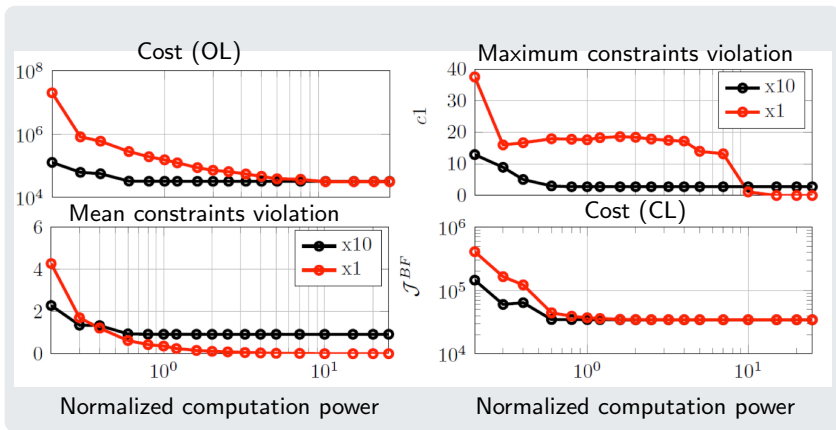 Cost (OL)
10^8
10^6
10^4
Maximum constraints violation
c1
40
30
20
10
0
x10
x1
Mean constraints violation
6
4
2
0
x10
x1
10^0
10^1
Normalized computation power
Cost (CL)
𝒥^BF
10^6
10^5
10^4
10^0
10^1
Normalized computation power